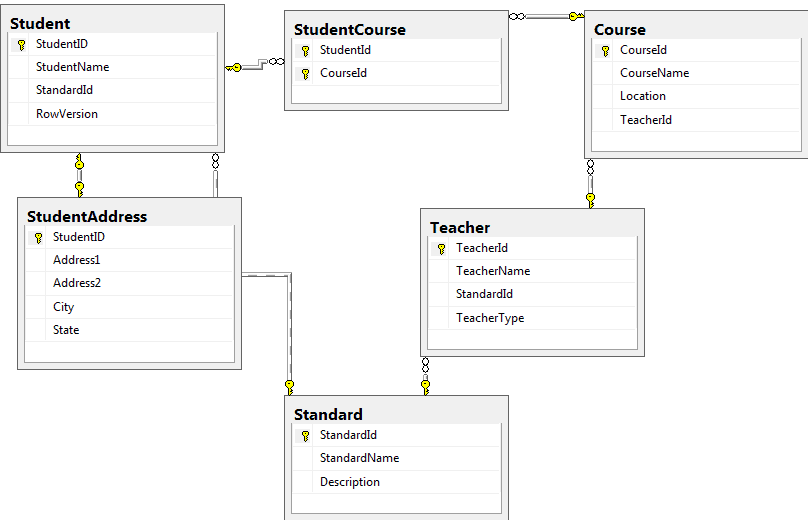 Student
StudentID
StudentName
StandardId
RowVersion
StudentCourse
StudentId
CourseId
Course
CourseId
CourseName
Location
TeacherId
StudentAddress
StudentID
Address1
Address2
City
State
Teacher
TeacherId
TeacherName
StandardId
TeacherType
Standard
StandardId
StandardName
Description